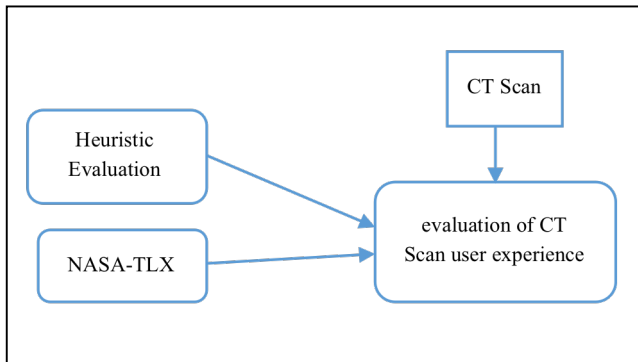 CT Scan
Heuristic
Evaluation
evaluation of CT
Scan user experience
NASA-TLX